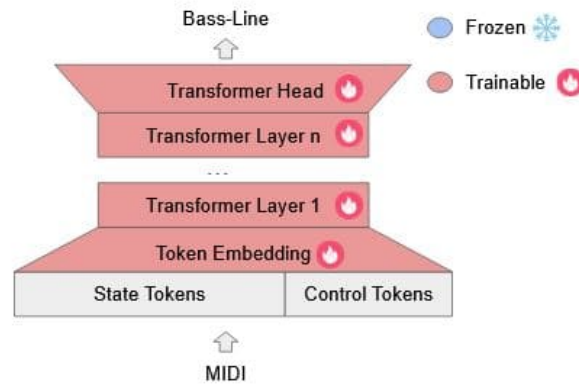 Bass-Line
Frozen
Trainable
Transformer Head
Transformer Layer n
...
Transformer Layer 1
Token Embedding
State Tokens
Control Tokens
MIDI